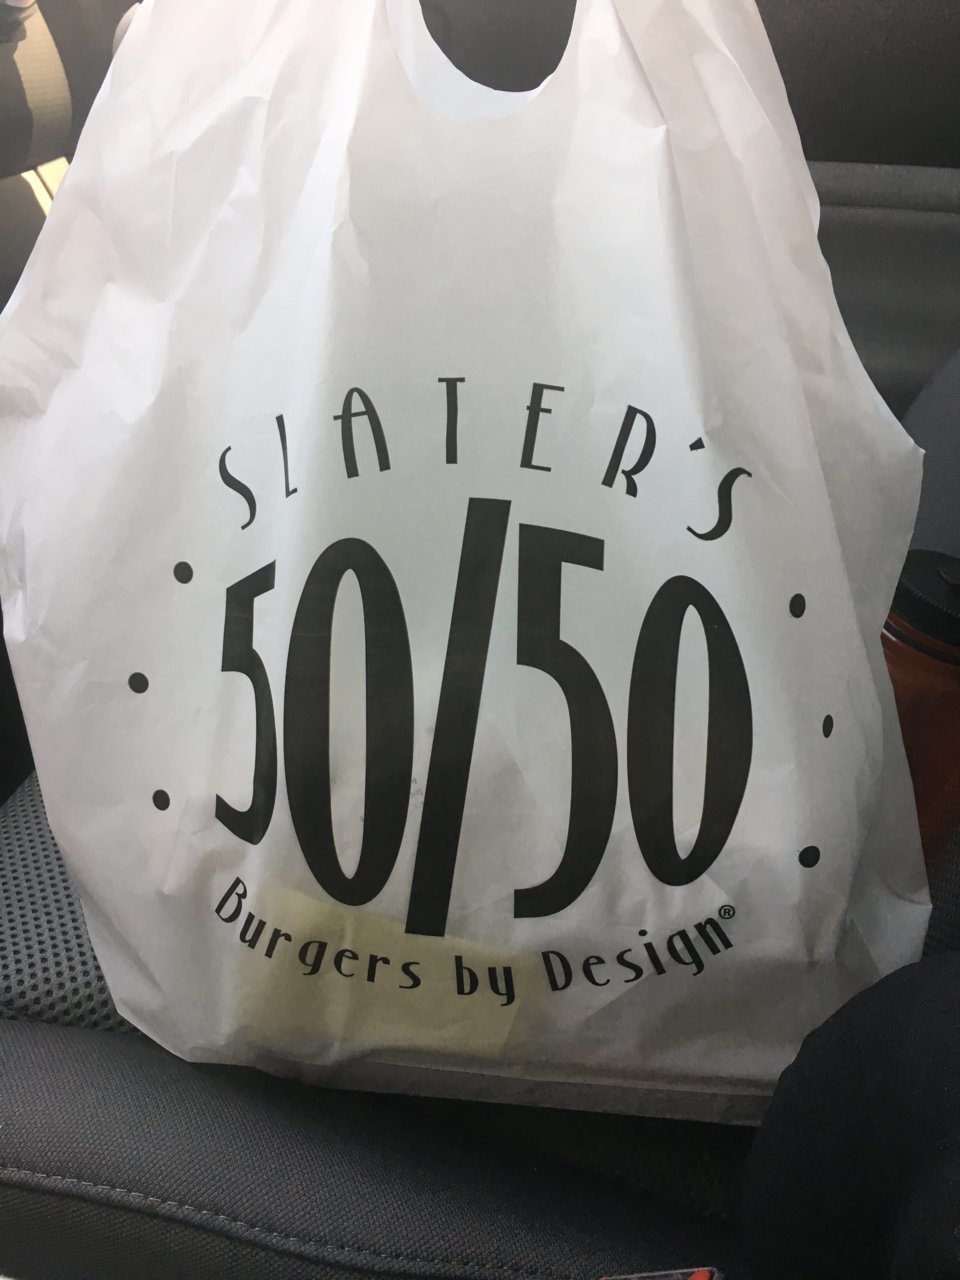 SLATER'S
50/50
Burgers by Design®